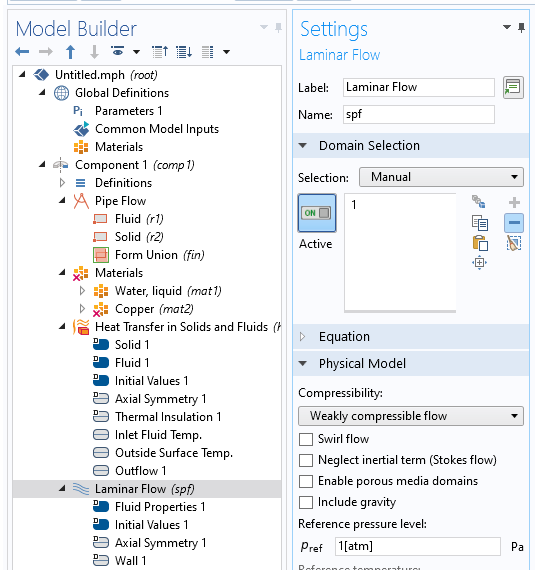 Model Builder
Untitled.mph (root)
Global Definitions
Pi Parameters 1
Common Model Inputs
Materials
Component 1 (comp1)
Definitions
Pipe Flow
Fluid (r1)
Solid (r2)
Form Union (fin)
Materials
Water, liquid (mat1)
Copper (mat2)
Heat Transfer in Solids and Fluids
Solid 1
Fluid 1
Initial Values 1
Axial Symmetry 1
Thermal Insulation 1
Inlet Fluid Temp.
Outside Surface Temp.
Outflow 1
Laminar Flow (spf)
Fluid Properties 1
Initial Values 1
Axial Symmetry 1
Wall 1
Settings
Laminar Flow
Label: Laminar Flow
Name: spf
Domain Selection
Selection: Manual
ON
Active
1
Equation
Physical Model
Compressibility:
Weakly compressible flow
Swirl flow
Neglect inertial term (Stokes flow)
Enable porous media domains
Include gravity
Reference pressure level:
pref 1[atm] Pa
Reference temperature: